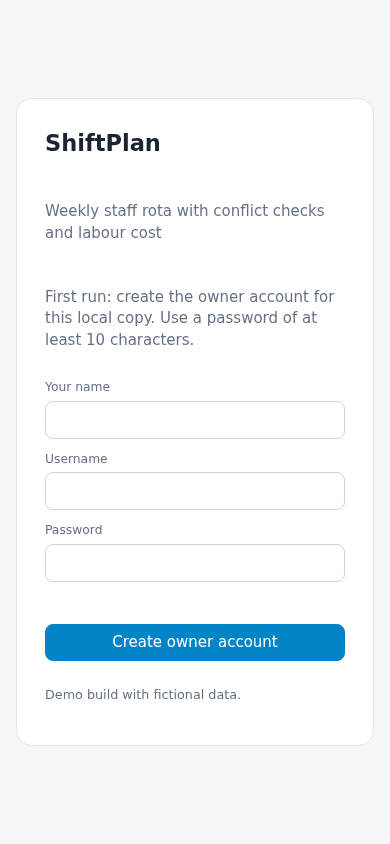 ShiftPlan
Weekly staff rota with conflict checks
and labour cost
First run: create the owner account for
this local copy. Use a password of at
least 10 characters.
Your name
Username
Password
Create owner account
Demo build with fictional data.